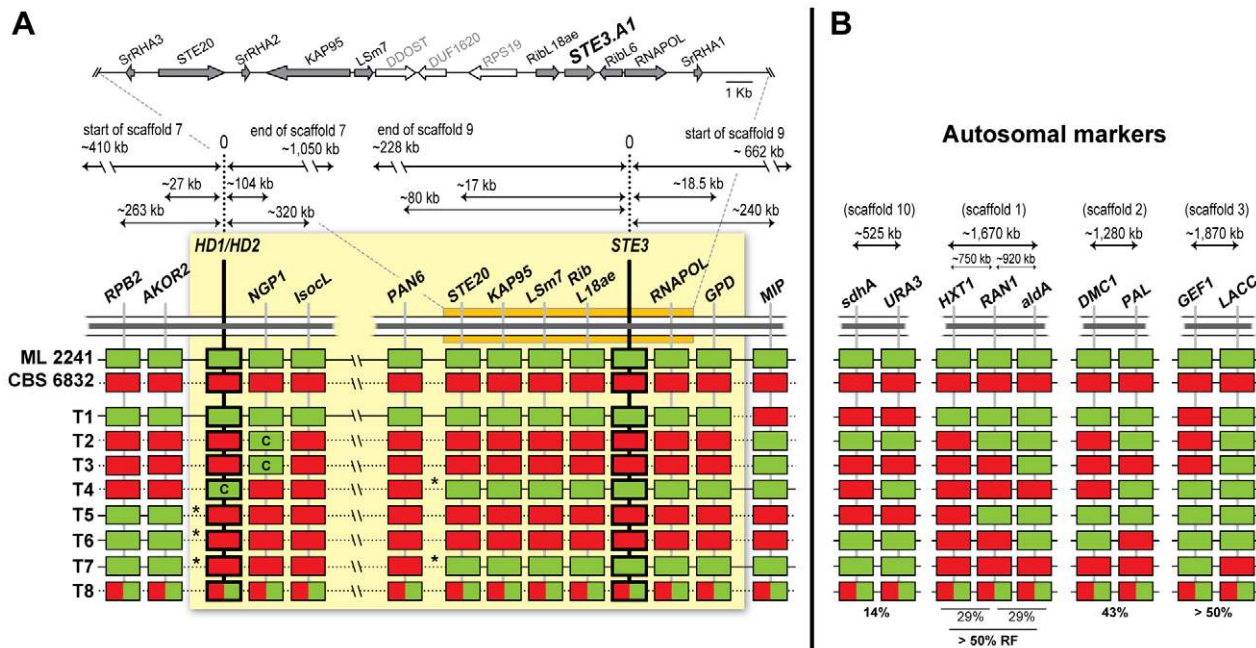 A
SrRHA3 STE20 SrRHA2 KAP95 LSm7 DDOST DUF1620 RPS19 RibL18ae STE3.A1 RibL6 RNAPOL SrRHA1
1 Kb
start of scaffold 7 0 end of scaffold 7 end of scaffold 9 0 start of scaffold 9
~410 kb ~1,050 kb ~228 kb ~ 662 kb
~27 kb ~104 kb ~17 kb ~18.5 kb
~80 kb
~263 kb ~320 kb ~240 kb
HD1/HD2 STE3
RPB2 AKOR2 NGP1 IsocL PAN6 STE20 KAP95 LSm7 Rib L18ae RNAPOL GPD MIP
ML 2241
CBS 6832
T1
T2 C
T3 C
T4 C *
T5 *
T6 *
T7 * *
T8
B
Autosomal markers
(scaffold 10) (scaffold 1) (scaffold 2) (scaffold 3)
~525 kb ~1,670 kb ~1,280 kb ~1,870 kb
~750 kb ~920 kb
sdhA URA3 HXT1 RAN1 aldA DMC1 PAL GEF1 LACC
14% 29% 29% 43% > 50%
> 50% RF